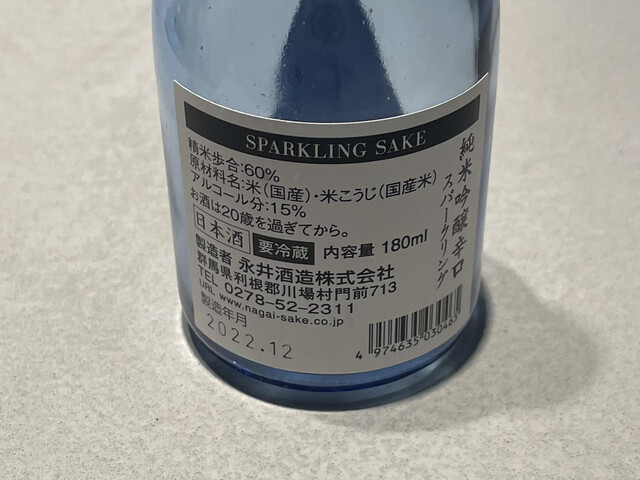 SPARKLING SAKE
純米吟醸辛口
スパークリング
精米歩合:60%
原材料名:米(国産)・米こうじ(国産米)
アルコール分:15%
お酒は20歳を過ぎてから。
日本酒 要冷蔵 内容量 180ml
製造者 永井酒造株式会社
群馬県利根郡川場村門前713
TEL 0278-52-2311
URL www.nagai-sake.co.jp
製造年月
2022.12
4 974635 030463